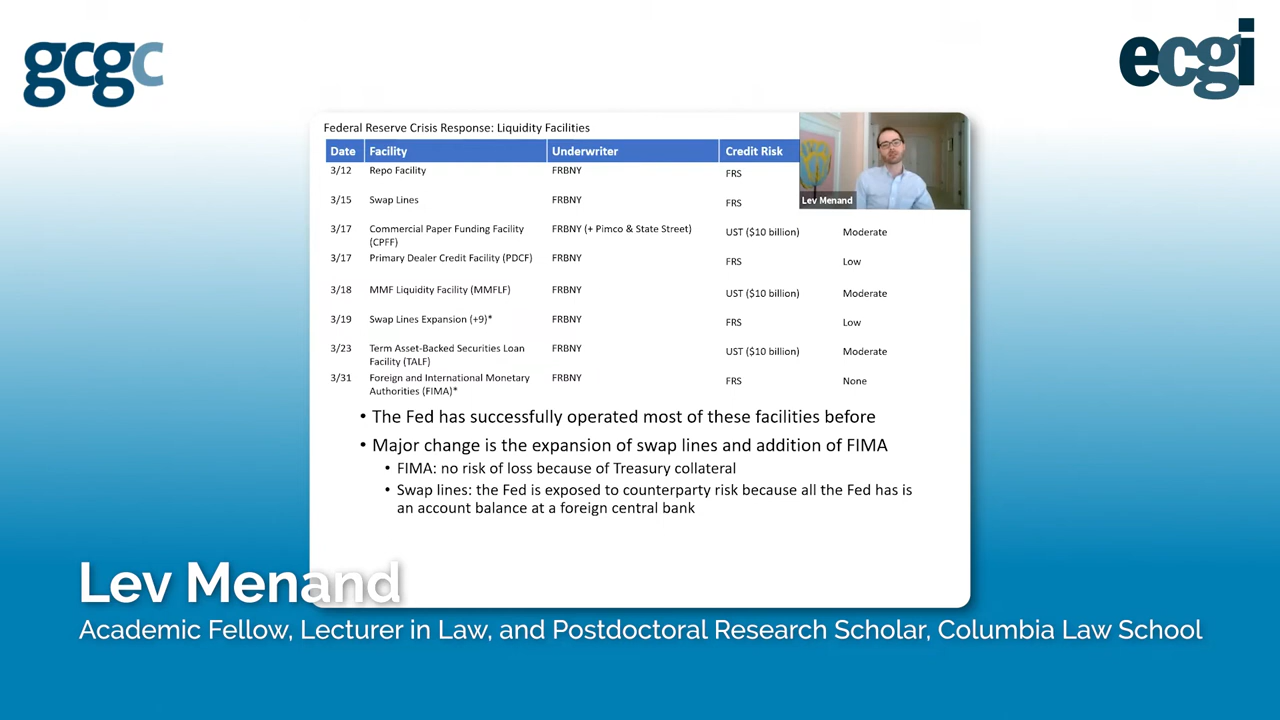 gcgc
ecgi
Federal Reserve Crisis Response: Liquidity Facilities
Date Facility Underwriter Credit Risk
Lev Menand
3/12 Repo Facility FRBNY FRS
3/15 Swap Lines FRBNY FRS
3/17 Commercial Paper Funding Facility FRBNY (+ Pimco & State Street) UST ($10 billion) Moderate
(CPFF)
3/17 Primary Dealer Credit Facility (PDCF) FRBNY FRS Low
3/18 MMF Liquidity Facility (MMFLF) FRBNY UST ($10 billion) Moderate
3/19 Swap Lines Expansion (+9)* FRBNY FRS Low
3/23 Term Asset-Backed Securities Loan FRBNY UST ($10 billion) Moderate
Facility (TALF)
3/31 Foreign and International Monetary FRBNY FRS None
Authorities (FIMA)*
• The Fed has successfully operated most of these facilities before
• Major change is the expansion of swap lines and addition of FIMA
• FIMA: no risk of loss because of Treasury collateral
• Swap lines: the Fed is exposed to counterparty risk because all the Fed has is
an account balance at a foreign central bank
Lev Menand
Academic Fellow, Lecturer in Law, and Postdoctoral Research Scholar, Columbia Law School